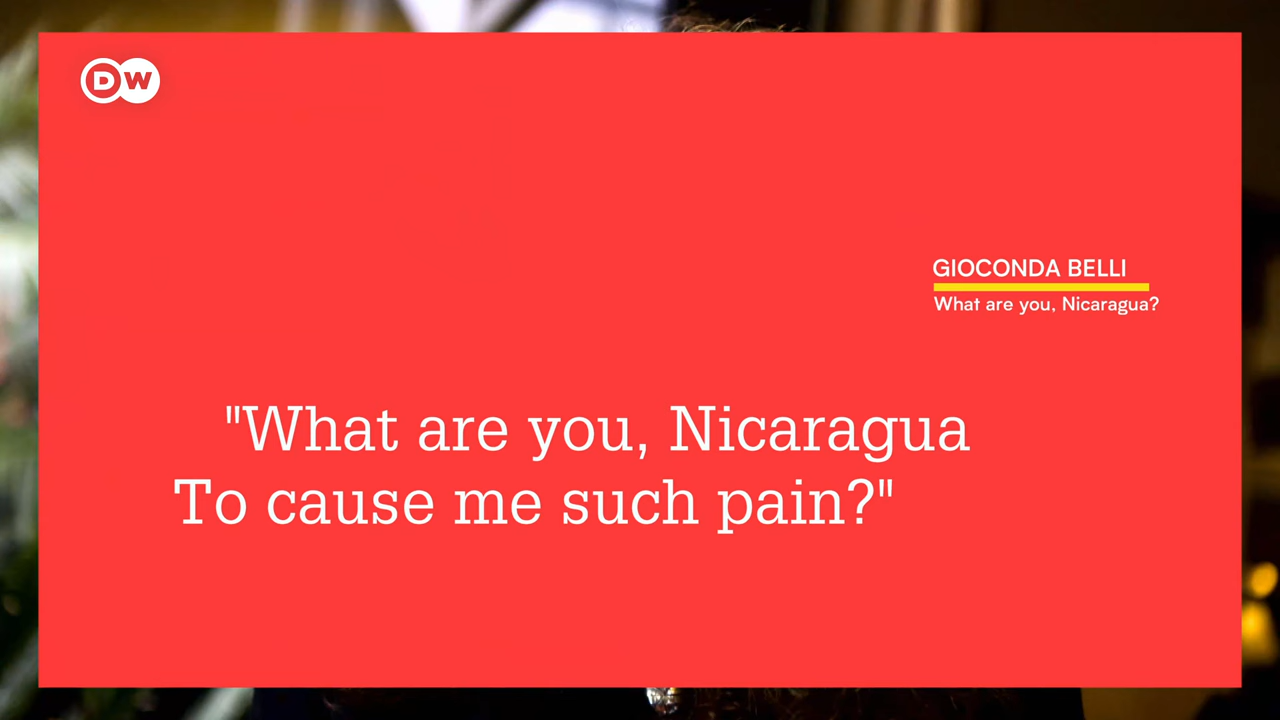 DW
GIOCONDA BELLI
What are you, Nicaragua?
"What are you, Nicaragua
To cause me such pain?"